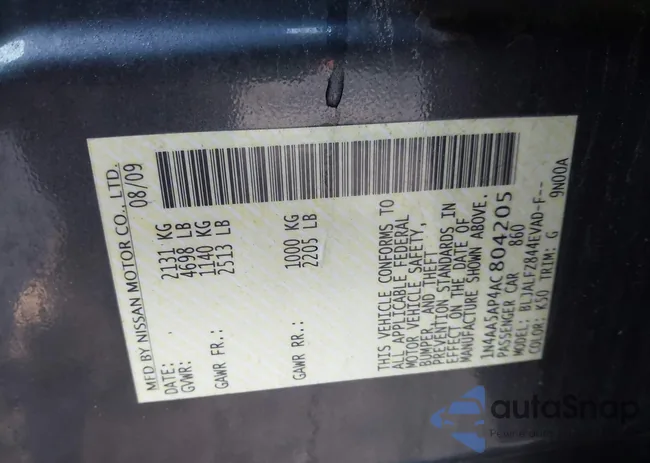 MFD BY NISSAN MOTOR CO., LTD.
DATE: 08/09
GVWR: 2131 KG
4698 LB
GAWR FR.: 1140 KG
2513 LB
GAWR RR.: 1000 KG
2205 LB
THIS VEHICLE CONFORMS TO
ALL APPLICABLE FEDERAL
MOTOR VEHICLE SAFETY,
BUMPER, AND THEFT
PREVENTION STANDARDS IN
EFFECT ON THE DATE OF
MANUFACTURE SHOWN ABOVE.
1N4AA5AP4AC804205
PASSENGER CAR 860
MODEL: BLJALFZ844EVAD-F--
COLOR: K50 TRIM: G 9N00A
autoSnap